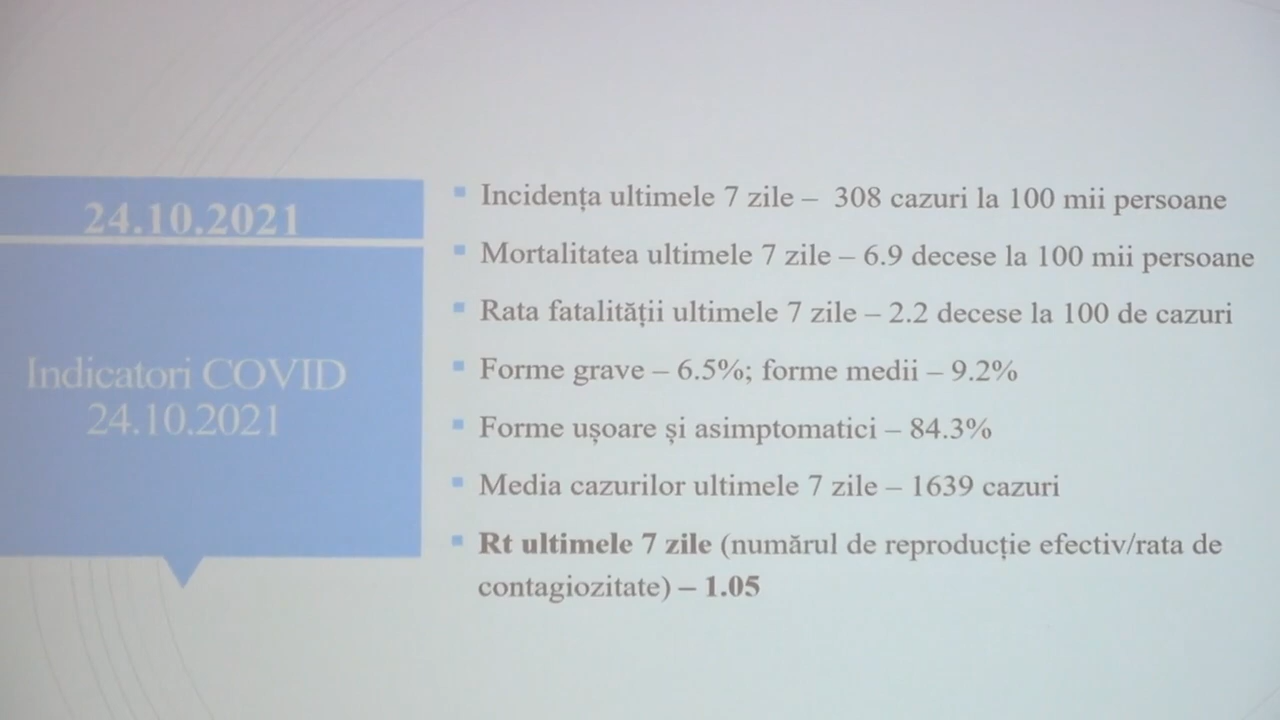 24.10.2021
Indicatori COVID
24.10.2021
Incidența ultimele 7 zile – 308 cazuri la 100 mii persoane
Mortalitatea ultimele 7 zile – 6.9 decese la 100 mii persoane
Rata fatalității ultimele 7 zile – 2.2 decese la 100 de cazuri
Forme grave – 6.5%; forme medii – 9.2%
Forme ușoare și asimptomatici – 84.3%
Media cazurilor ultimele 7 zile – 1639 cazuri
Rt ultimele 7 zile (numărul de reproducție efectiv/rata de
contagiozitate) – 1.05